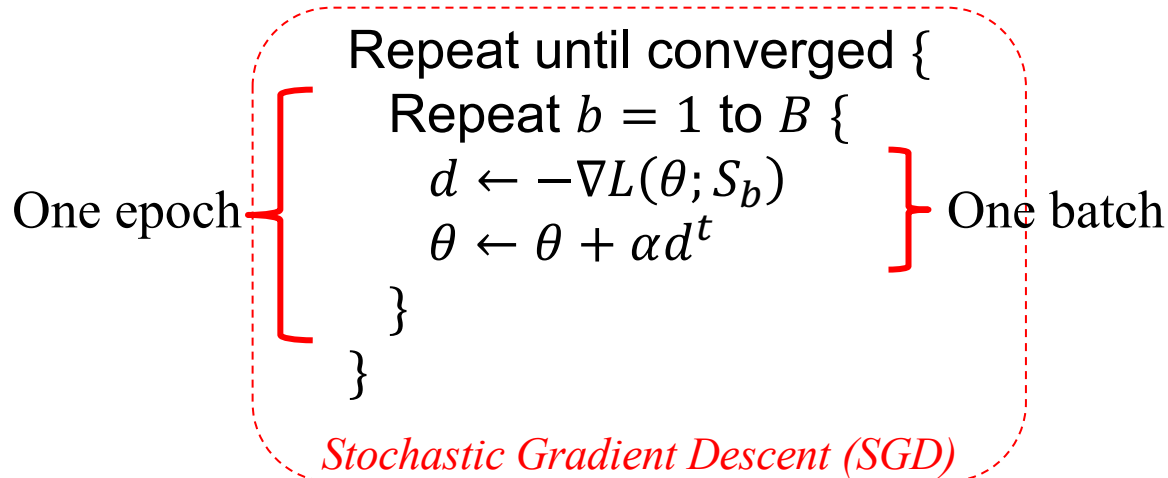 Repeat until converged {
Repeat b = 1 to B {
d ← −∇L(θ; S_b)
θ ← θ + αd^t
}
}
One epoch
One batch
Stochastic Gradient Descent (SGD)